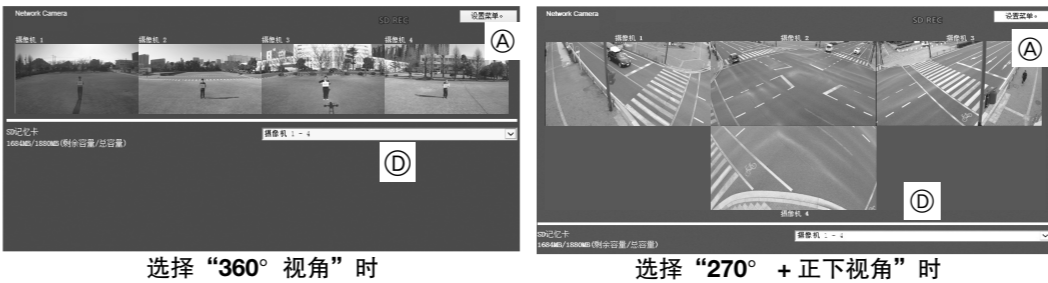 Network Camera
SD REC
设置菜单»
Ⓐ
摄像机 1
摄像机 2
摄像机 3
摄像机 4
SD记忆卡
1684MB/1880MB(剩余容量/总容量)
摄像机 1 - 4
Ⓓ
选择“360° 视角”时
Network Camera
SD REC
设置菜单»
Ⓐ
摄像机 1
摄像机 2
摄像机 3
摄像机 4
Ⓓ
SD记忆卡
1684MB/1880MB(剩余容量/总容量)
摄像机 1 - 4
选择“270° + 正下视角”时